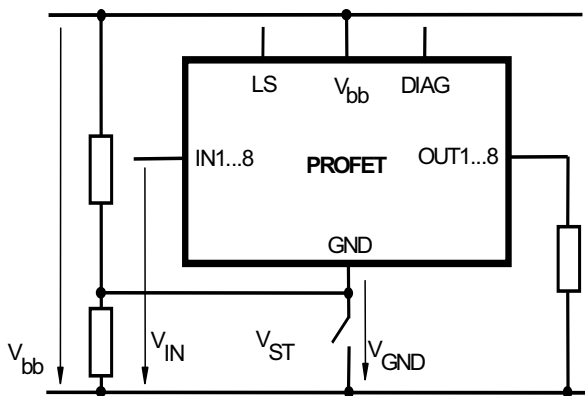 LS
Vbb
DIAG
IN1...8
PROFET
OUT1...8
GND
Vbb
VIN
VST
VGND